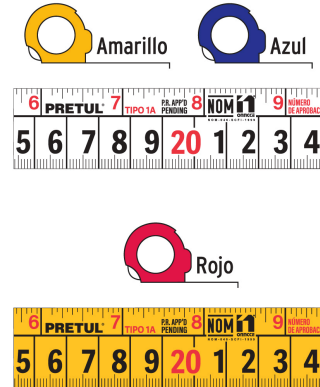 Amarillo Azul
6 PRETUL® 7 TIPO 1A P.R. APP'D PENDING 8 NOM 9 NÚMERO DE APROBAC
5 6 7 8 9 20 1 2 3 4
Rojo
6 PRETUL® 7 TIPO 1A P.R. APP'D PENDING 8 NOM 9 NÚMERO DE APROBAC
5 6 7 8 9 20 1 2 3 4